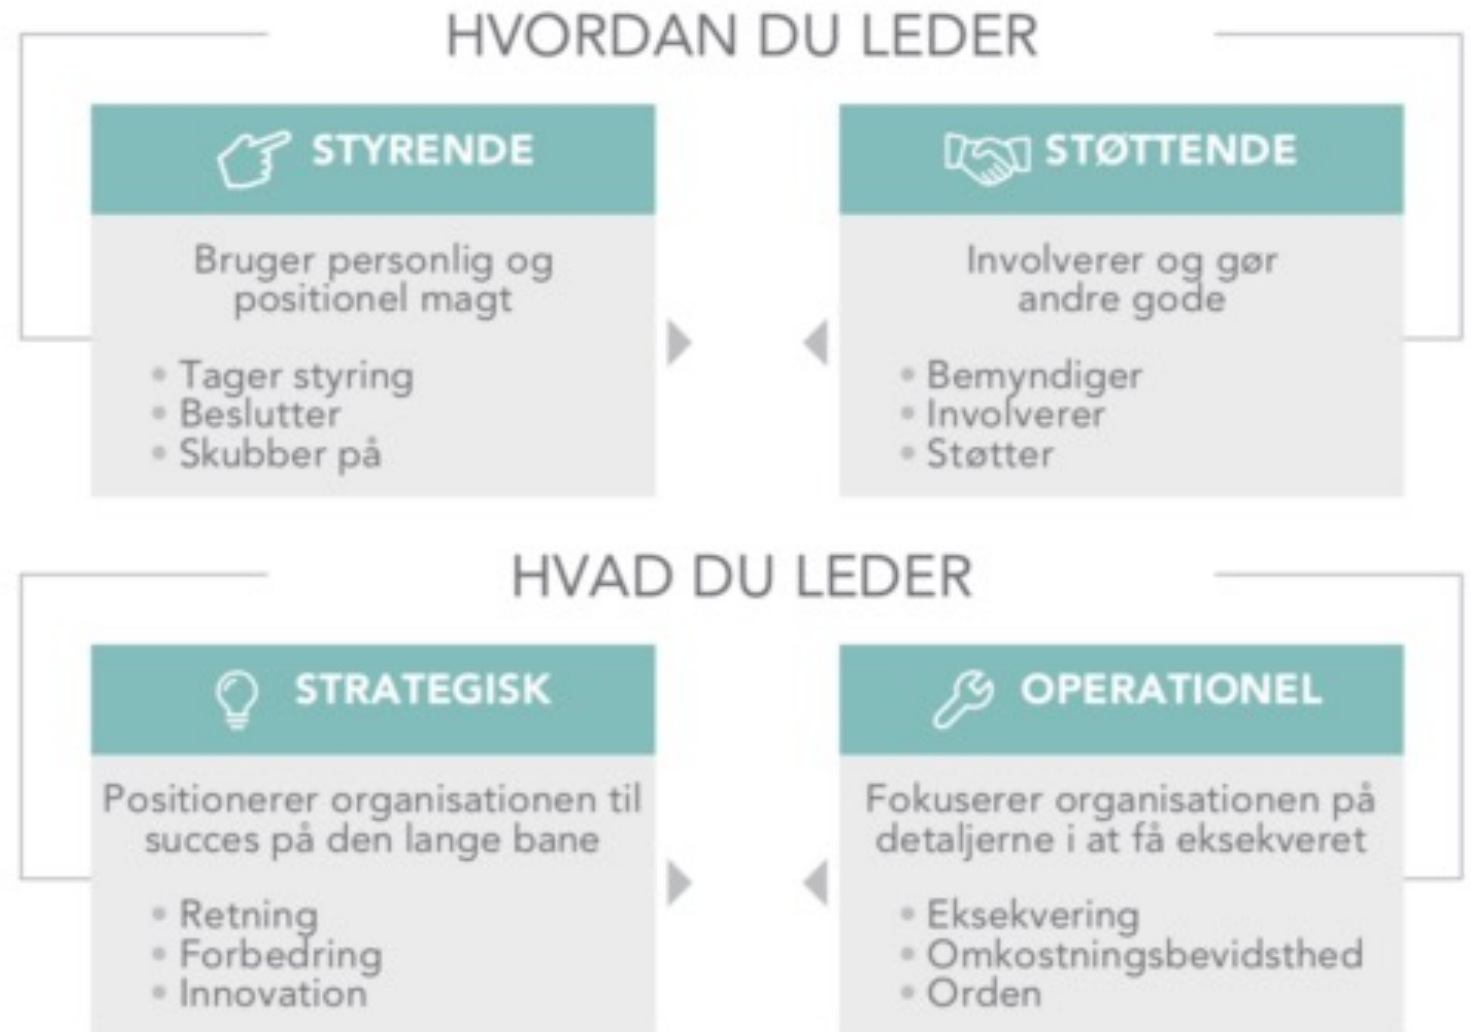 HVORDAN DU LEDER
STYRENDE
Bruger personlig og
positionel magt
• Tager styring
• Beslutter
• Skubber på
STØTTENDE
Involverer og gør
andre gode
• Bemyndiger
• Involverer
• Støtter
HVAD DU LEDER
STRATEGISK
Positionerer organisationen til
succes på den lange bane
• Retning
• Forbedring
• Innovation
OPERATIONEL
Fokuserer organisationen på
detaljerne i at få eksekveret
• Eksekvering
• Omkostningsbevidsthed
• Orden